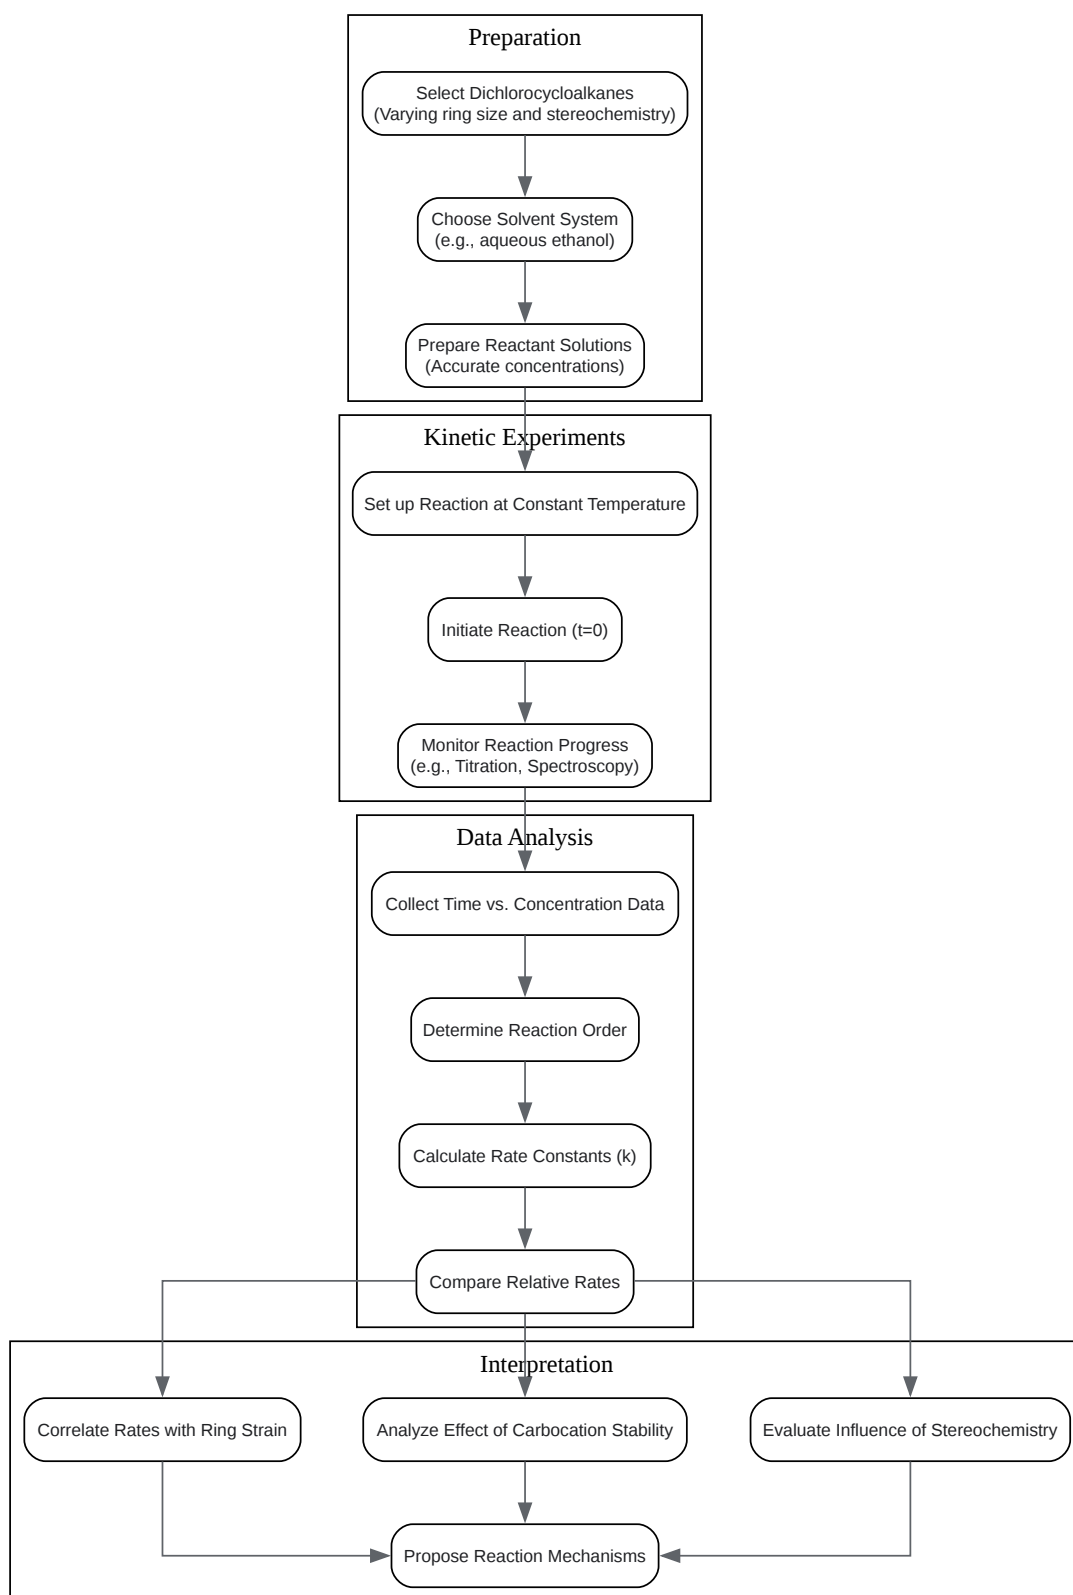 Preparation
Select Dichlorocycloalkanes
(Varying ring size and stereochemistry)
Choose Solvent System
(e.g., aqueous ethanol)
Prepare Reactant Solutions
(Accurate concentrations)
Kinetic Experiments
Set up Reaction at Constant Temperature
Initiate Reaction (t=0)
Monitor Reaction Progress
(e.g., Titration, Spectroscopy)
Data Analysis
Collect Time vs. Concentration Data
Determine Reaction Order
Calculate Rate Constants (k)
Compare Relative Rates
Interpretation
Correlate Rates with Ring Strain
Analyze Effect of Carbocation Stability
Evaluate Influence of Stereochemistry
Propose Reaction Mechanisms